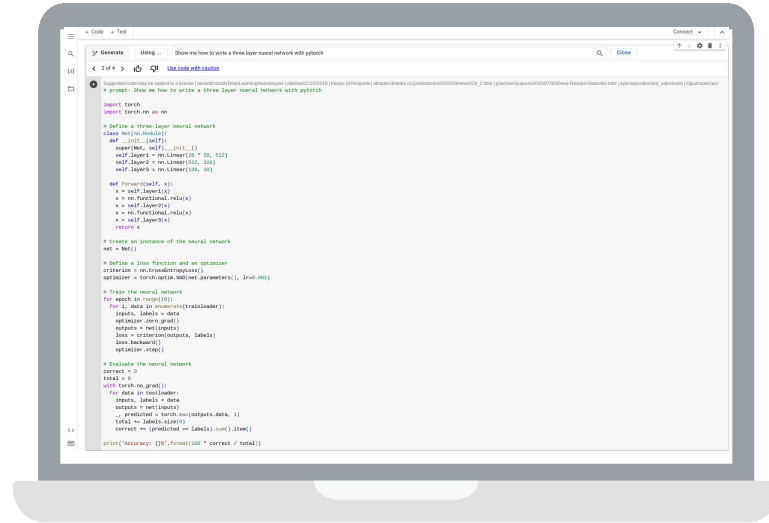 + Code + Text
Connect
Generate
Using ...
Show me how to write a three layer nueral network with pytorch
Close
2 of 4
Use code with caution
Suggested code may be subject to a license |
# prompt: Show me how to write a three layer nueral network with pytorch
import torch
import torch.nn as nn
# Define a three-layer neural network
class Net(nn.Module):
def __init__(self):
super(Net, self).__init__()
self.layer1 = nn.Linear(28 * 28, 512)
self.layer2 = nn.Linear(512, 128)
self.layer3 = nn.Linear(128, 10)
def forward(self, x):
x = self.layer1(x)
x = nn.functional.relu(x)
x = self.layer2(x)
x = nn.functional.relu(x)
x = self.layer3(x)
return x
# Create an instance of the neural network
net = Net()
# Define a loss function and an optimizer
criterion = nn.CrossEntropyLoss()
optimizer = torch.optim.SGD(net.parameters(), lr=0.001)
# Train the neural network
for epoch in range(10):
for i, data in enumerate(trainloader):
inputs, labels = data
optimizer.zero_grad()
outputs = net(inputs)
loss = criterion(outputs, labels)
loss.backward()
optimizer.step()
# Evaluate the neural network
correct = 0
total = 0
with torch.no_grad():
for data in testloader:
inputs, labels = data
outputs = net(inputs)
_, predicted = torch.max(outputs.data, 1)
total += labels.size(0)
correct += (predicted == labels).sum().item()
print('Accuracy: {}%'.format(100 * correct / total))